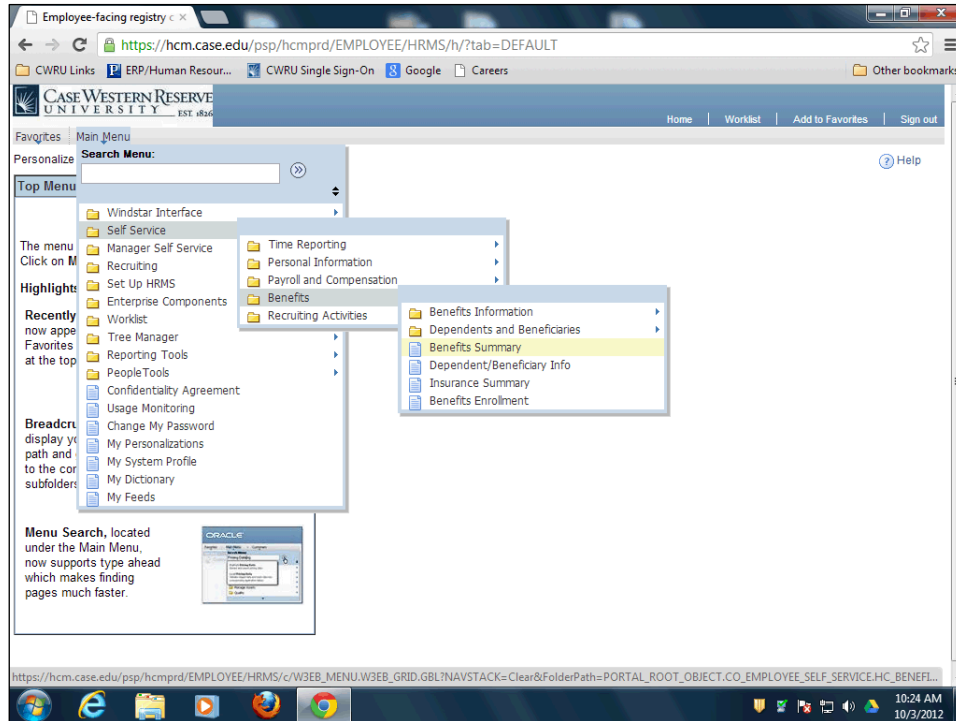 Employee-facing registry c
https://hcm.case.edu/psp/hcmprd/EMPLOYEE/HRMS/h/?tab=DEFAULT
CWRU Links ERP/Human Resour... CWRU Single Sign-On Google Careers Other bookmarks
CASE WESTERN RESERVE
UNIVERSITY EST. 1826
Home | Worklist | Add to Favorites | Sign out
Favorites Main Menu
Personalize
Help
Search Menu:
Top Menu
Windstar Interface
Self Service
Manager Self Service
Recruiting
Set Up HRMS
Enterprise Components
Worklist
Tree Manager
Reporting Tools
PeopleTools
Confidentiality Agreement
Usage Monitoring
Change My Password
My Personalizations
My System Profile
My Dictionary
My Feeds
Time Reporting
Personal Information
Payroll and Compensation
Benefits
Recruiting Activities
Benefits Information
Dependents and Beneficiaries
Benefits Summary
Dependent/Beneficiary Info
Insurance Summary
Benefits Enrollment
The menu
Click on M
Highlights
Recently
now appe
Favorites
at the top
Breadcru
display yo
path and
to the cor
subfolders
Menu Search, located
under the Main Menu,
now supports type ahead
which makes finding
pages much faster.
ORACLE
https://hcm.case.edu/psp/hcmprd/EMPLOYEE/HRMS/c/W3EB_MENU.W3EB_GRID.GBL?NAVSTACK=Clear&FolderPath=PORTAL_ROOT_OBJECT.CO_EMPLOYEE_SELF_SERVICE.HC_BENEFI...
10:24 AM
10/3/2012